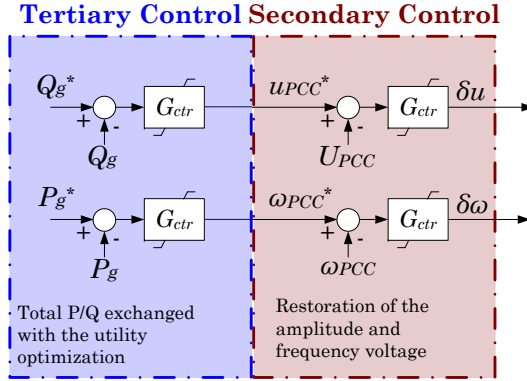 Tertiary Control Secondary Control
Qg* + - Gctr uPCC* + - Gctr δu
Qg UPCC
Pg* + - Gctr ωPCC* + - Gctr δω
Pg ωPCC
Total P/Q exchanged
with the utility
optimization
Restoration of the
amplitude and
frequency voltage